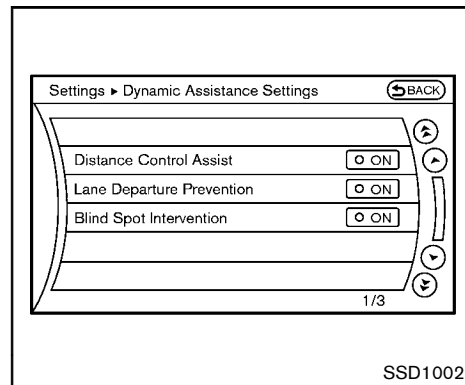 Settings ▸ Dynamic Assistance Settings BACK
Distance Control Assist ON
Lane Departure Prevention ON
Blind Spot Intervention ON
1/3
SSD1002